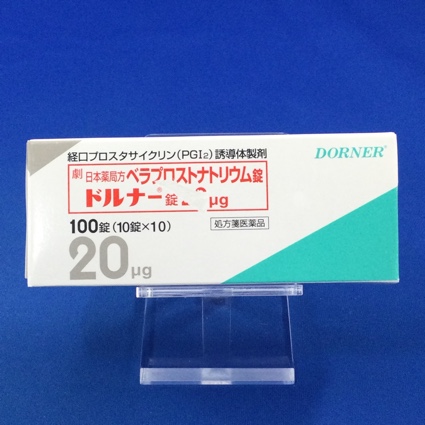 経口プロスタサイクリン(PGI₂)誘導体製剤
DORNER®
劇 日本薬局方 ベラプロストナトリウム錠
ドルナー®錠 μg
100錠(10錠×10)
処方箋医薬品
20μg